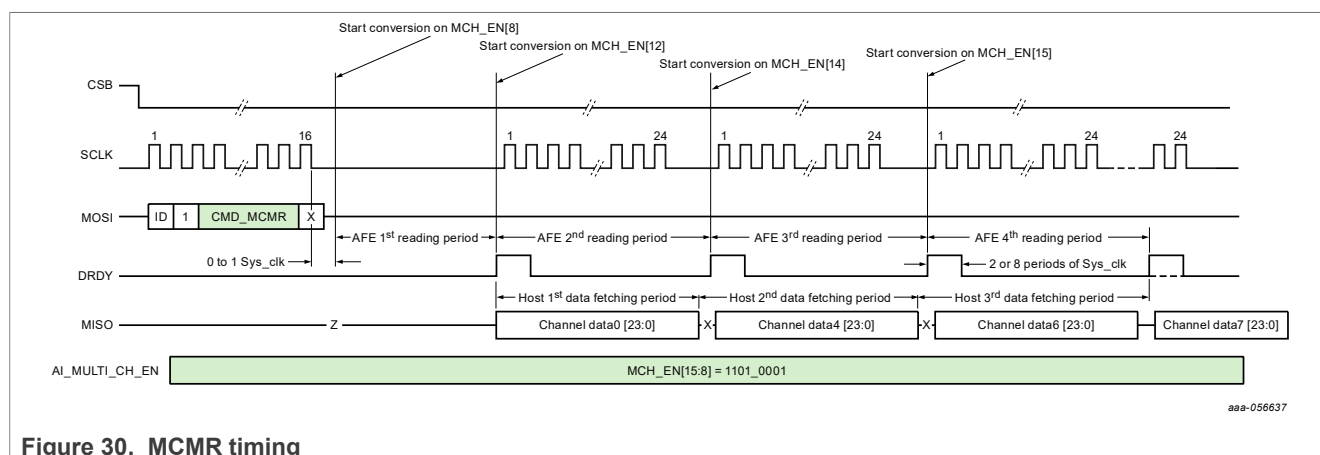 Start conversion on MCH_EN[8]
Start conversion on MCH_EN[12]
Start conversion on MCH_EN[14]
Start conversion on MCH_EN[15]
CSB
1 16 1 24 1 24 1 24 24
SCLK
MOSI ID 1 CMD_MCMR X
AFE 1st reading period AFE 2nd reading period AFE 3rd reading period AFE 4th reading period
0 to 1 Sys_clk 2 or 8 periods of Sys_clk
DRDY
Host 1st data fetching period Host 2nd data fetching period Host 3rd data fetching period
MISO Z Channel data0 [23:0] X Channel data4 [23:0] X Channel data6 [23:0] Channel data7 [23:0]
AI_MULTI_CH_EN MCH_EN[15:8] = 1101_0001
aaa-056637
Figure 30. MCMR timing